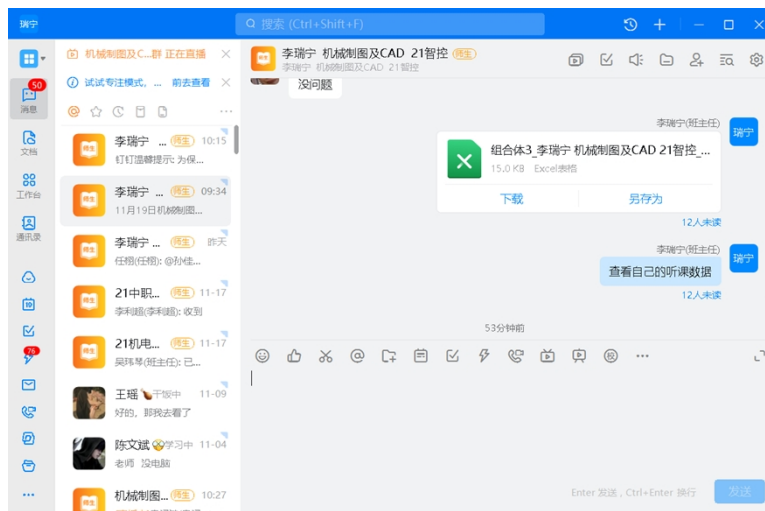 瑞宁
搜索 (Ctrl+Shift+F)
机械制图及C...群 正在直播
试试专注模式，... 前去查看
50
消息
文档
工作台
通讯录
76
李瑞宁 ... 师生 10:15
钉钉温馨提示: 为保...
李瑞宁 ... 师生 09:34
11月19日机械制图...
李瑞宁 ... 师生 昨天
任栩(任栩): @孙佳...
21中职... 师生 11-17
李利超(李利超): 收到
21机电... 师生 11-17
吴玮琴(班主任): 已...
王瑶 干饭中 11-09
好的，那我去看了
陈文斌 学习中 11-04
老师 没电脑
机械制图... 师生 10:27
师生 李瑞宁 机械制图及CAD 21智控 师生
李瑞宁 机械制图及CAD 21智控
没问题
李瑞宁(班主任)
瑞宁
组合体3_李瑞宁 机械制图及CAD 21智控_...
15.0 KB Excel表格
下载 另存为
12人未读
李瑞宁(班主任)
瑞宁
查看自己的听课数据
12人未读
53分钟前
Enter 发送 , Ctrl+Enter 换行
发送